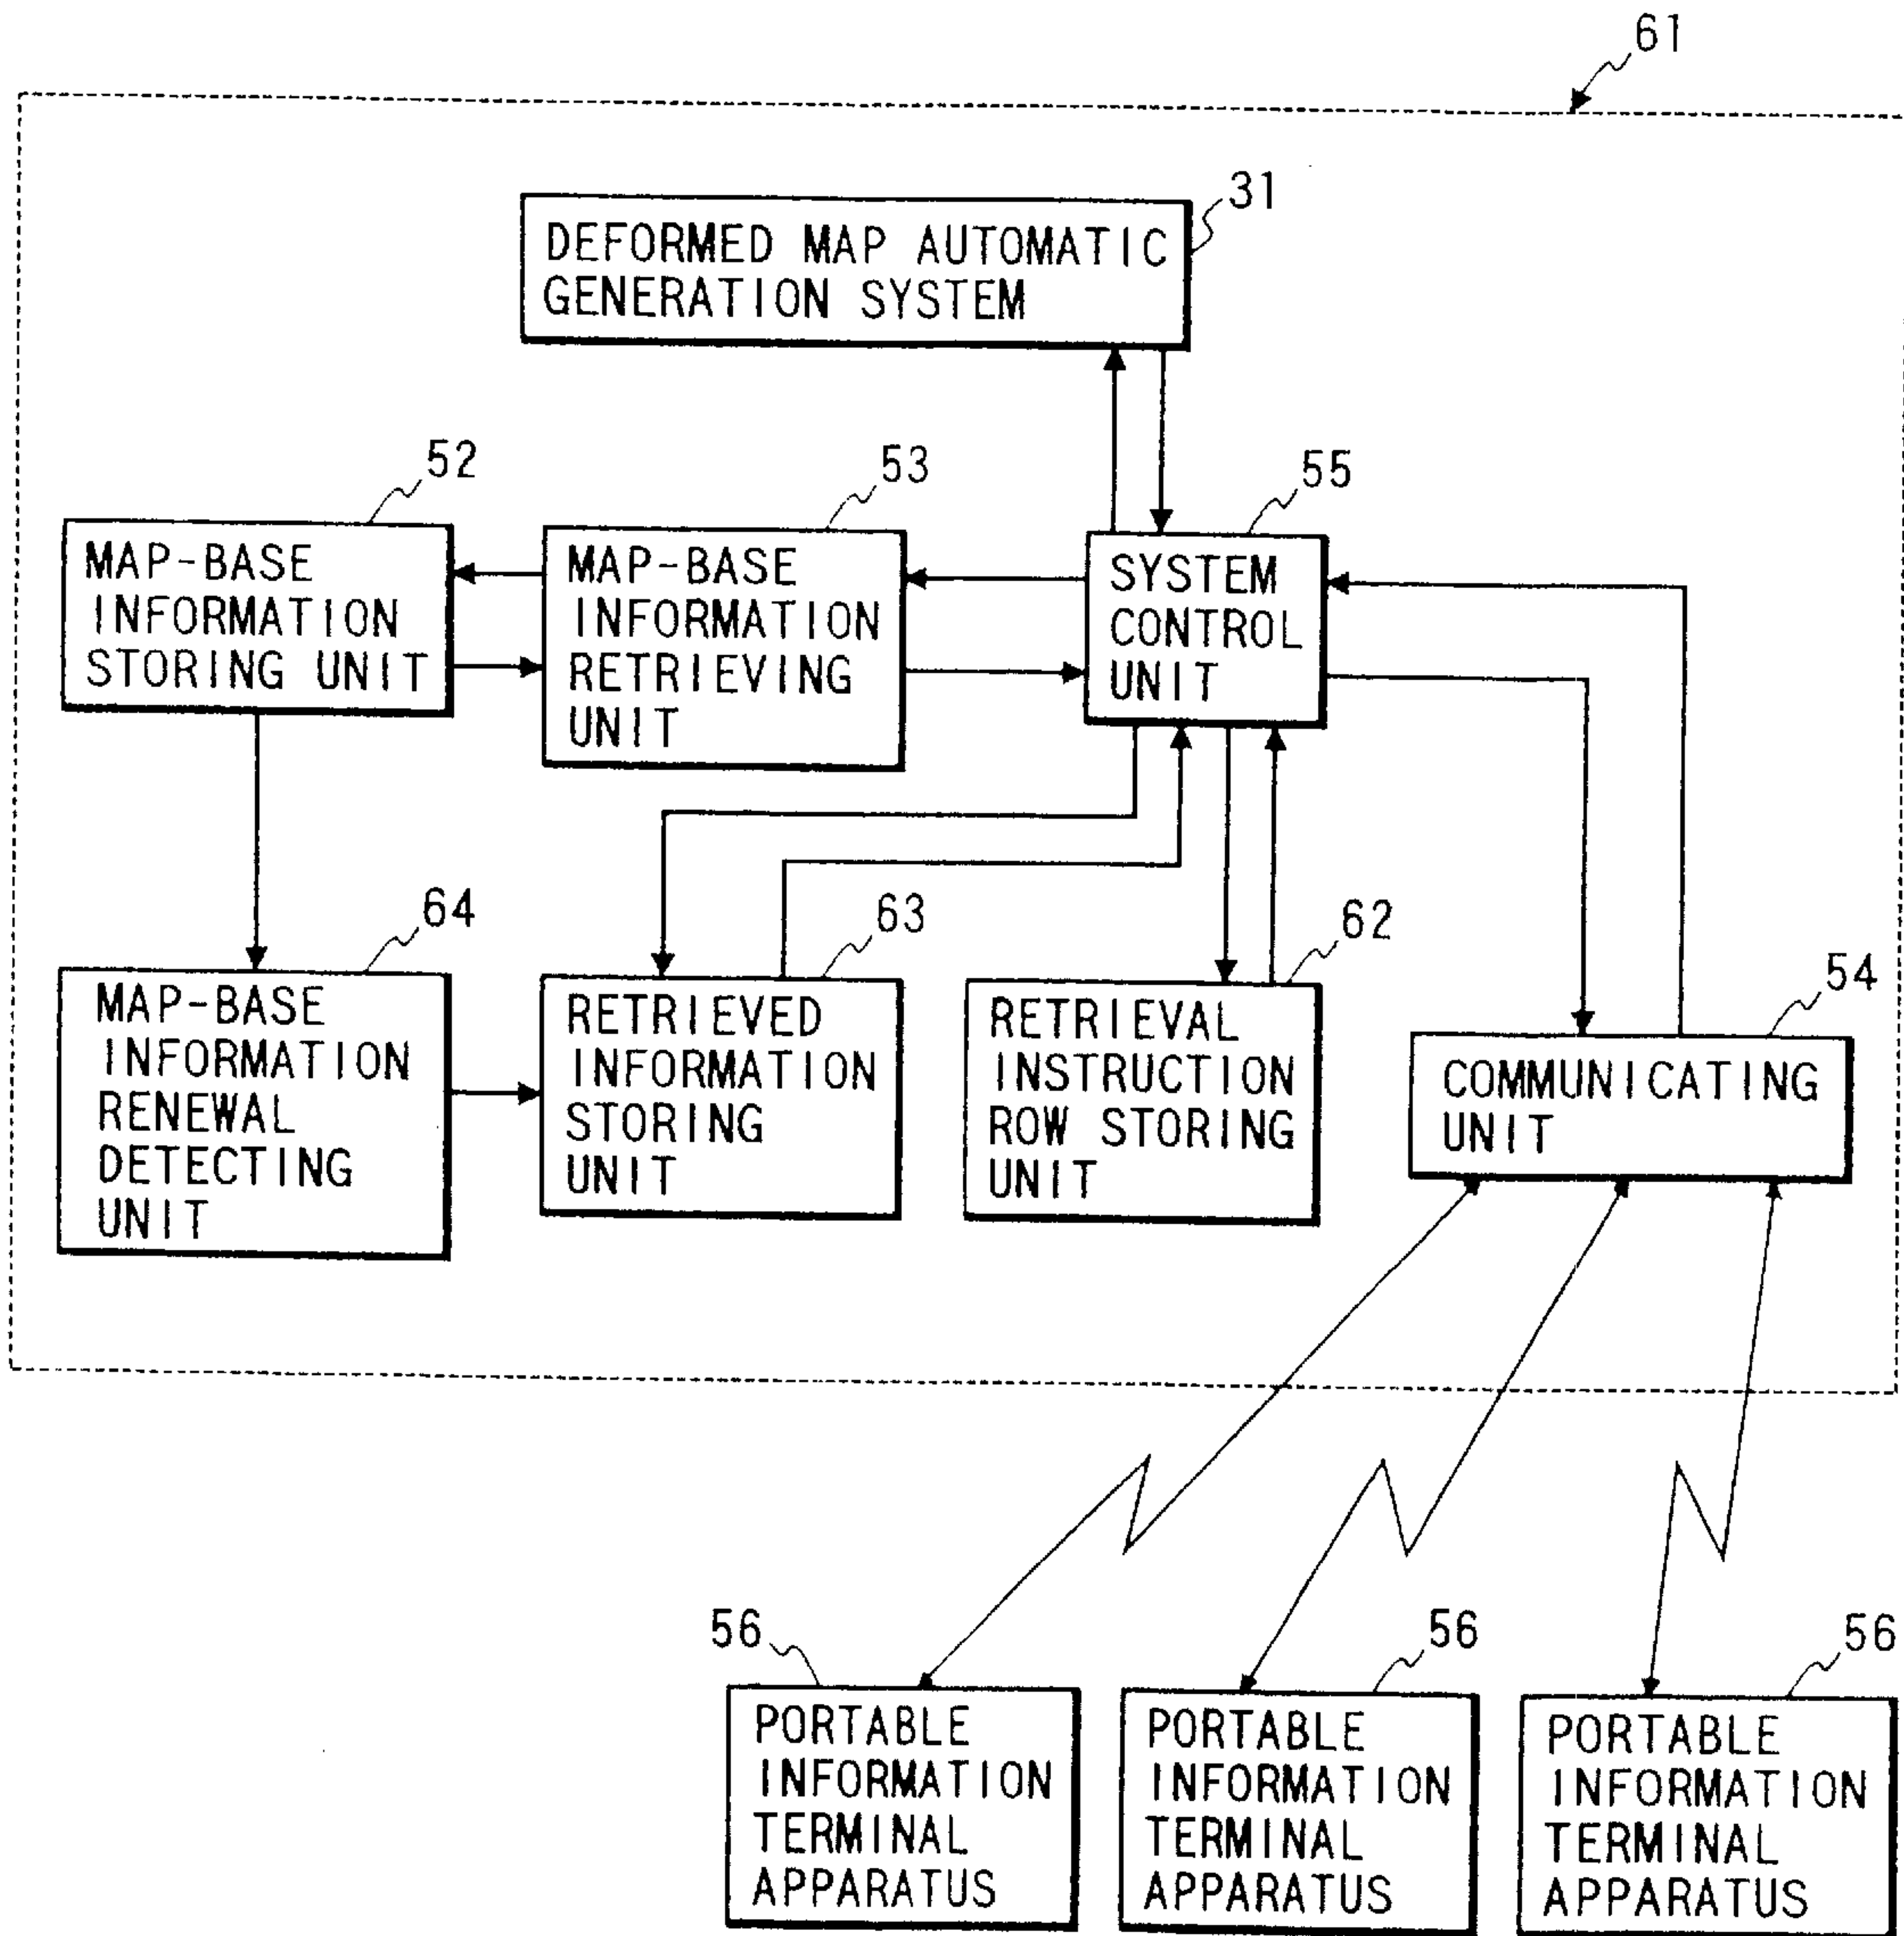 61
31
DEFORMED MAP AUTOMATIC
GENERATION SYSTEM
52
MAP-BASE
INFORMATION
STORING UNIT
53
MAP-BASE
INFORMATION
RETRIEVING
UNIT
55
SYSTEM
CONTROL
UNIT
64
MAP-BASE
INFORMATION
RENEWAL
DETECTING
UNIT
63
RETRIEVED
INFORMATION
STORING
UNIT
62
RETRIEVAL
INSTRUCTION
ROW STORING
UNIT
54
COMMUNICATING
UNIT
56
PORTABLE
INFORMATION
TERMINAL
APPARATUS
56
PORTABLE
INFORMATION
TERMINAL
APPARATUS
56
PORTABLE
INFORMATION
TERMINAL
APPARATUS